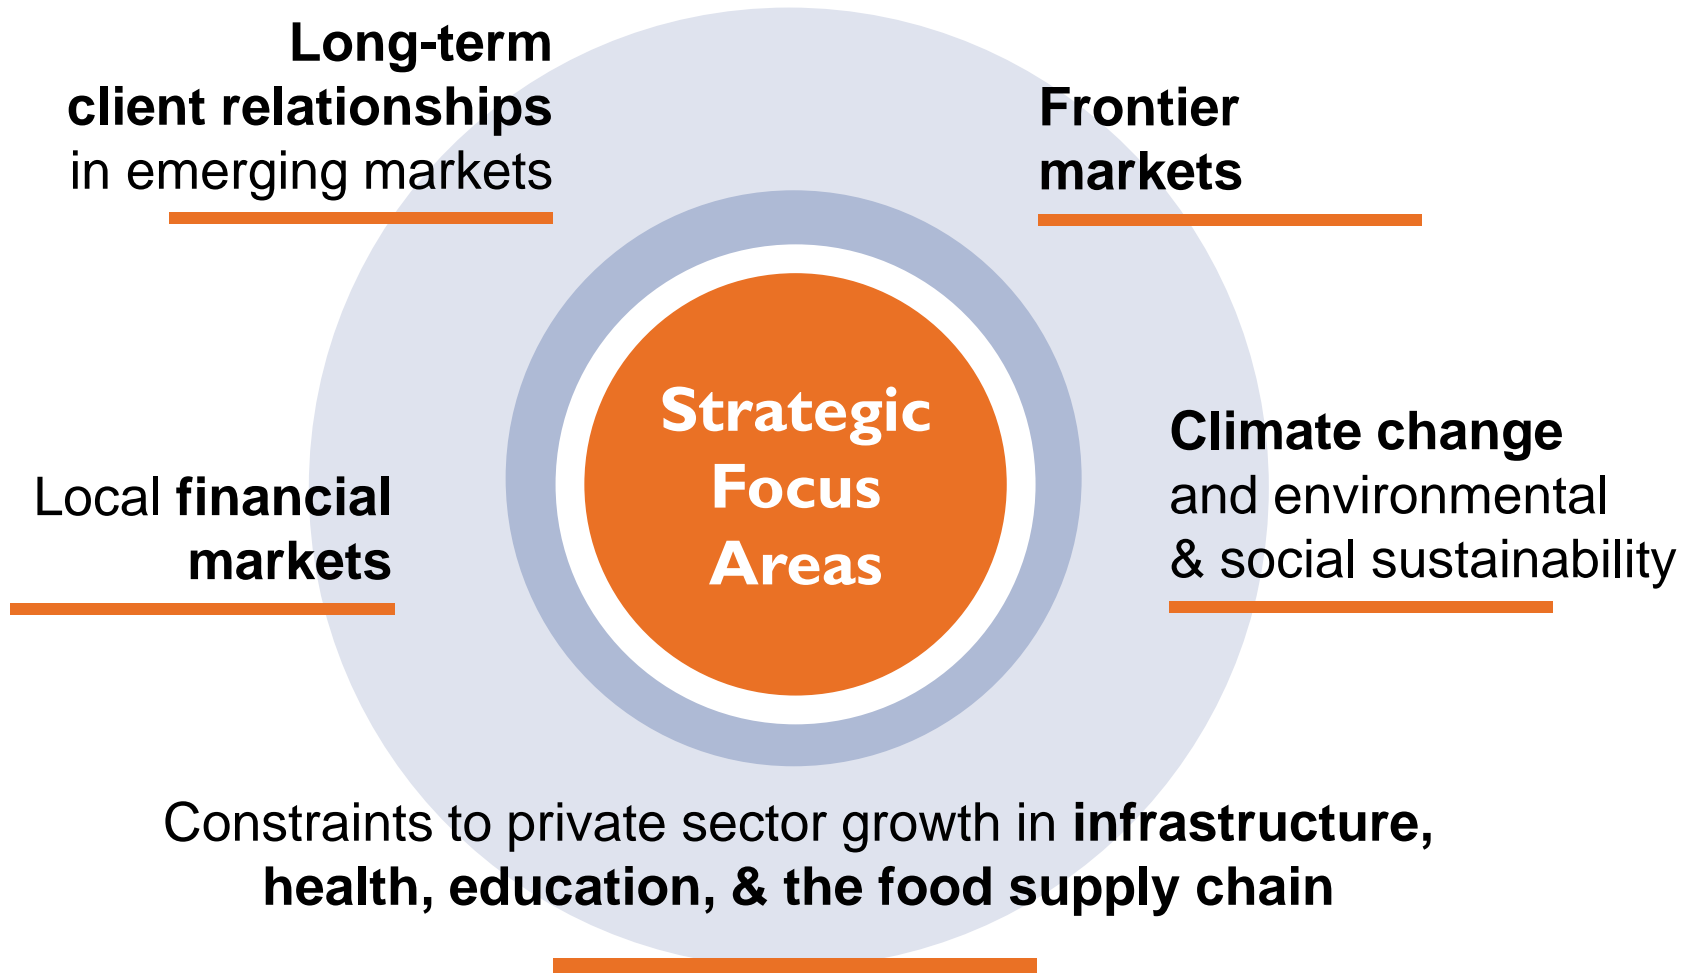 Long-term
client relationships
in emerging markets
Frontier
markets
Strategic
Focus
Areas
Climate change
and environmental
& social sustainability
Local financial
markets
Constraints to private sector growth in infrastructure,
health, education, & the food supply chain